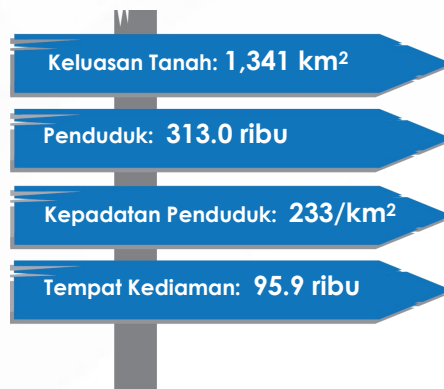 Keluasan Tanah: 1,341 km²
Penduduk: 313.0 ribu
Kepadatan Penduduk: 233/km²
Tempat Kediaman: 95.9 ribu